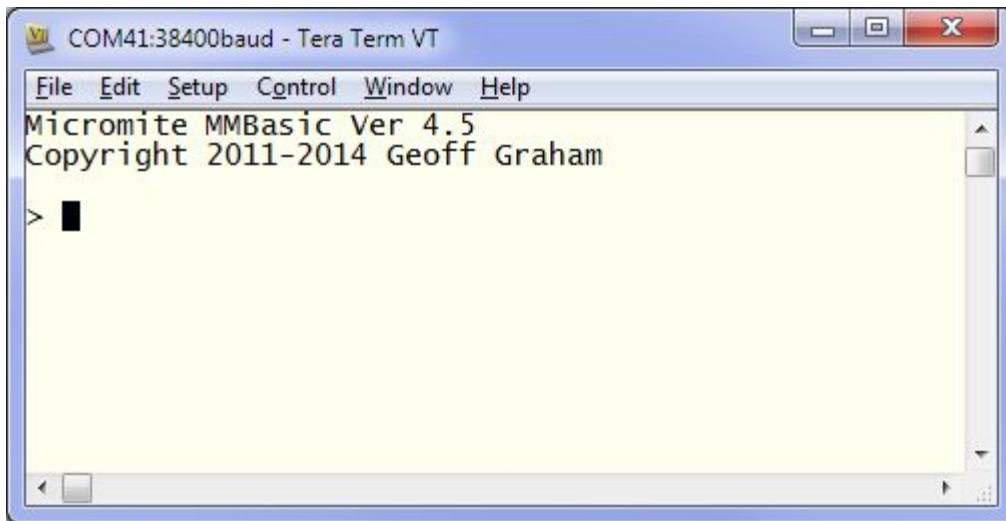 COM41:38400baud - Tera Term VT
File Edit Setup Control Window Help
Micromite MMBasic Ver 4.5
Copyright 2011-2014 Geoff Graham
>